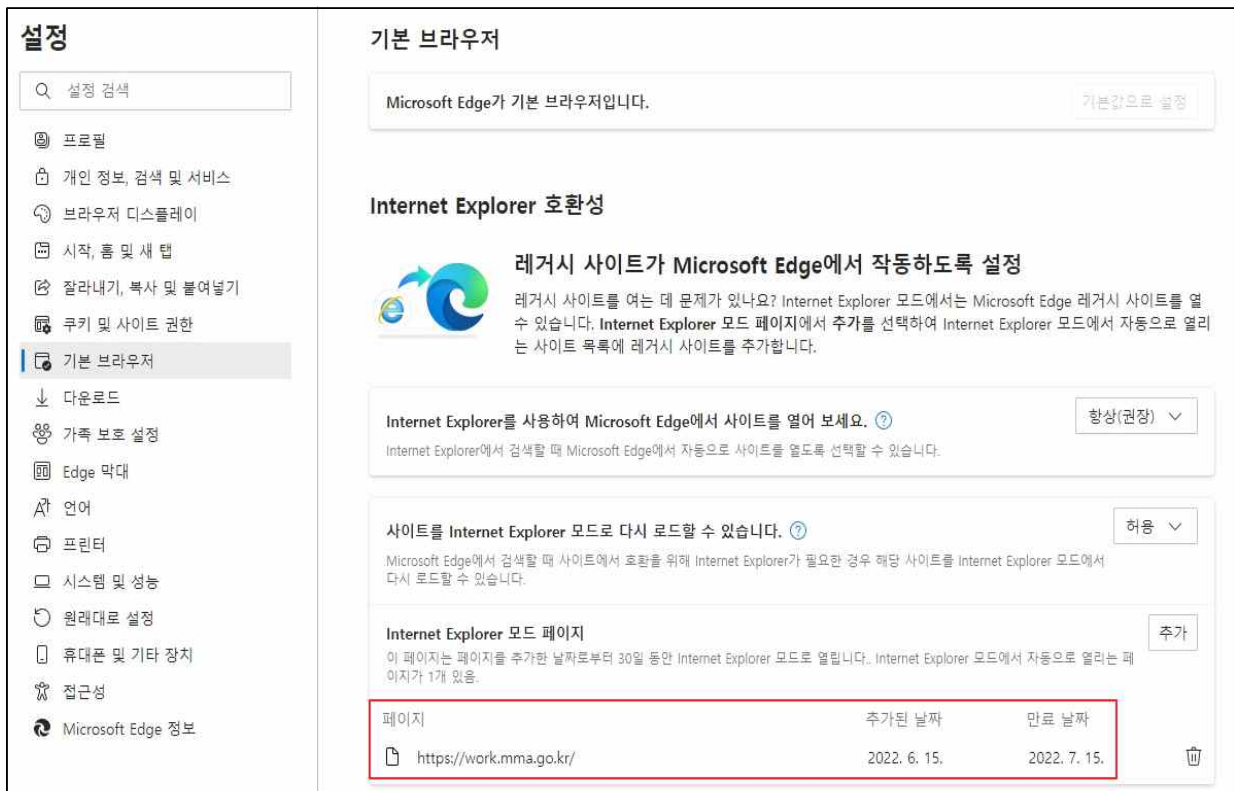 설정
설정 검색
프로필
개인 정보, 검색 및 서비스
브라우저 디스플레이
시작, 홈 및 새 탭
잘라내기, 복사 및 붙여넣기
쿠키 및 사이트 권한
기본 브라우저
다운로드
가족 보호 설정
Edge 막대
언어
프린터
시스템 및 성능
원래대로 설정
휴대폰 및 기타 장치
접근성
Microsoft Edge 정보
기본 브라우저
Microsoft Edge가 기본 브라우저입니다.
기본값으로 설정
Internet Explorer 호환성
레거시 사이트가 Microsoft Edge에서 작동하도록 설정
레거시 사이트를 여는 데 문제가 있나요? Internet Explorer 모드에서는 Microsoft Edge 레거시 사이트를 열
수 있습니다. Internet Explorer 모드 페이지에서 추가를 선택하여 Internet Explorer 모드에서 자동으로 열리
는 사이트 목록에 레거시 사이트를 추가합니다.
Internet Explorer를 사용하여 Microsoft Edge에서 사이트를 열어 보세요. ?
항상(권장)
Internet Explorer에서 검색할 때 Microsoft Edge에서 자동으로 사이트를 열도록 선택할 수 있습니다.
사이트를 Internet Explorer 모드로 다시 로드할 수 있습니다. ?
허용
Microsoft Edge에서 검색할 때 사이트에서 호환을 위해 Internet Explorer가 필요한 경우 해당 사이트를 Internet Explorer 모드에서
다시 로드할 수 있습니다.
Internet Explorer 모드 페이지
추가
이 페이지는 페이지를 추가한 날짜로부터 30일 동안 Internet Explorer 모드로 열립니다.. Internet Explorer 모드에서 자동으로 열리는 페
이지가 1개 있음.
페이지 추가된 날짜 만료 날짜
https://work.mma.go.kr/ 2022. 6. 15. 2022. 7. 15.